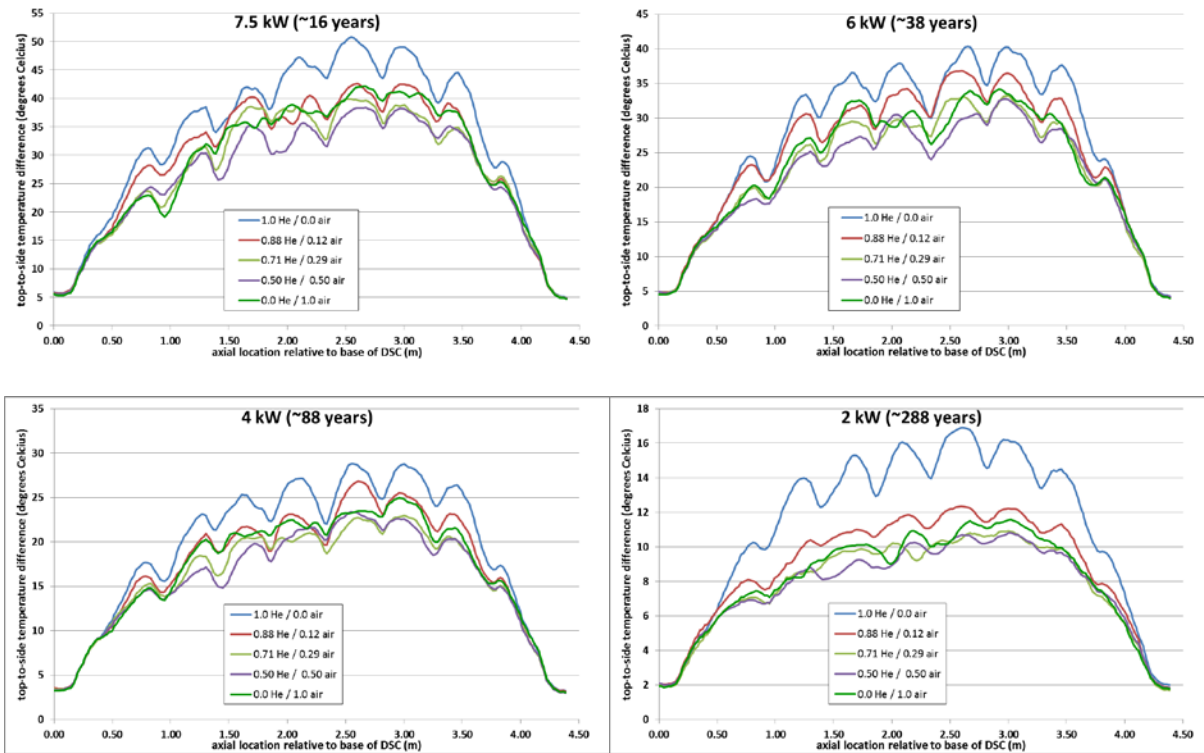 7.5 kW (~16 years)
top-to-side temperature difference (degrees Celcius)
55
50
45
40
35
30
25
20
15
10
5
0
1.0 He / 0.0 air
0.88 He / 0.12 air
0.71 He / 0.29 air
0.50 He / 0.50 air
0.0 He / 1.0 air
0.00 0.50 1.00 1.50 2.00 2.50 3.00 3.50 4.00 4.50
axial location relative to base of DSC (m)
6 kW (~38 years)
top-to-side temperature difference (degrees Celcius)
45
40
35
30
25
20
15
10
5
0
1.0 He / 0.0 air
0.88 He / 0.12 air
0.71 He / 0.29 air
0.50 He / 0.50 air
0.0 He / 1.0 air
0.00 0.50 1.00 1.50 2.00 2.50 3.00 3.50 4.00 4.50
axial location relative to base of DSC (m)
4 kW (~88 years)
top-to-side temperature difference (degrees Celcius)
35
30
25
20
15
10
5
0
1.0 He / 0.0 air
0.88 He / 0.12 air
0.71 He / 0.29 air
0.50 He / 0.50 air
0.0 He / 1.0 air
0.00 0.50 1.00 1.50 2.00 2.50 3.00 3.50 4.00 4.50
axial location relative to base of DSC (m)
2 kW (~288 years)
top-to-side temperature difference (degrees Celcius)
18
16
14
12
10
8
6
4
2
0
1.0 He / 0.0 air
0.88 He / 0.12 air
0.71 He / 0.29 air
0.50 He / 0.50 air
0.0 He / 1.0 air
0.00 0.50 1.00 1.50 2.00 2.50 3.00 3.50 4.00 4.50
axial location relative to base of DSC (m)